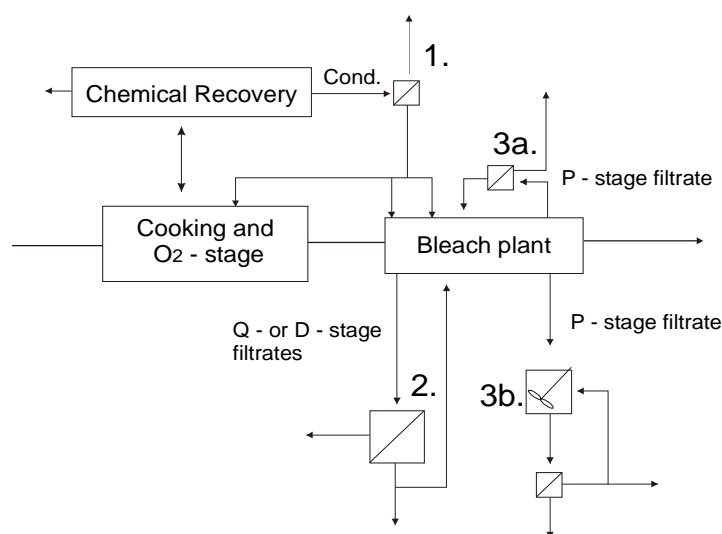 1.
Cond.
Chemical Recovery
3a.
P - stage filtrate
Cooking and
O2 - stage
Bleach plant
Q - or D - stage
filtrates
P - stage filtrate
2.
3b.